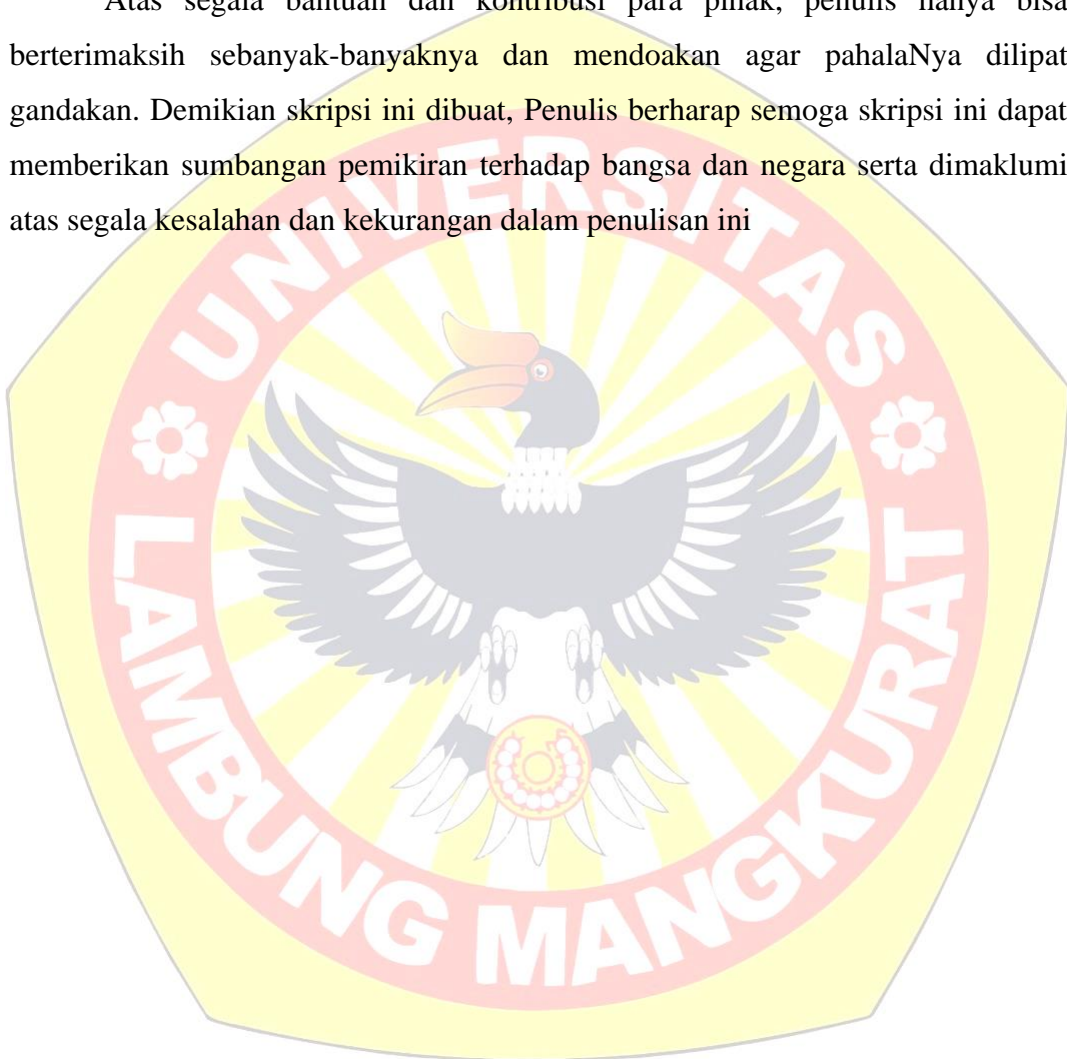 Atas segala bantuan dan kontribusi para pihak, penulis hanya bisa
berterimaksih sebanyak-banyaknya dan mendoakan agar pahalaNya dilipat
gandakan. Demikian skripsi ini dibuat, Penulis berharap semoga skripsi ini dapat
memberikan sumbangan pemikiran terhadap bangsa dan negara serta dimaklumi
atas segala kesalahan dan kekurangan dalam penulisan ini
UNIVERSITAS
LAMBUNG MANGKURAT